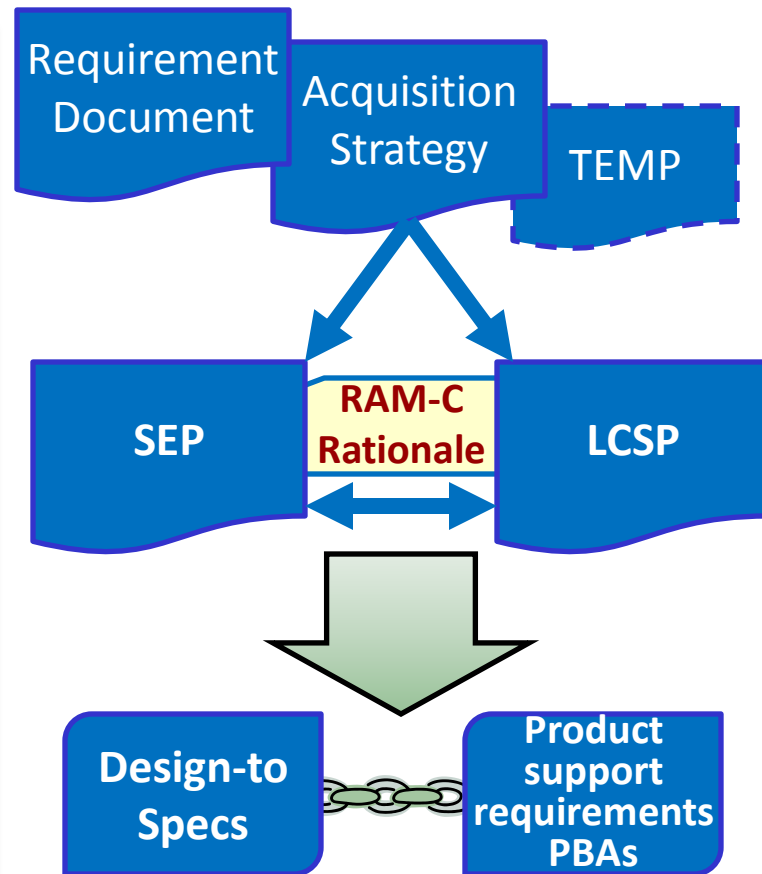 Requirement
Document
Acquisition
Strategy
TEMP
SEP
RAM-C
Rationale
LCSP
Design-to
Specs
Product
support
requirements
PBAs